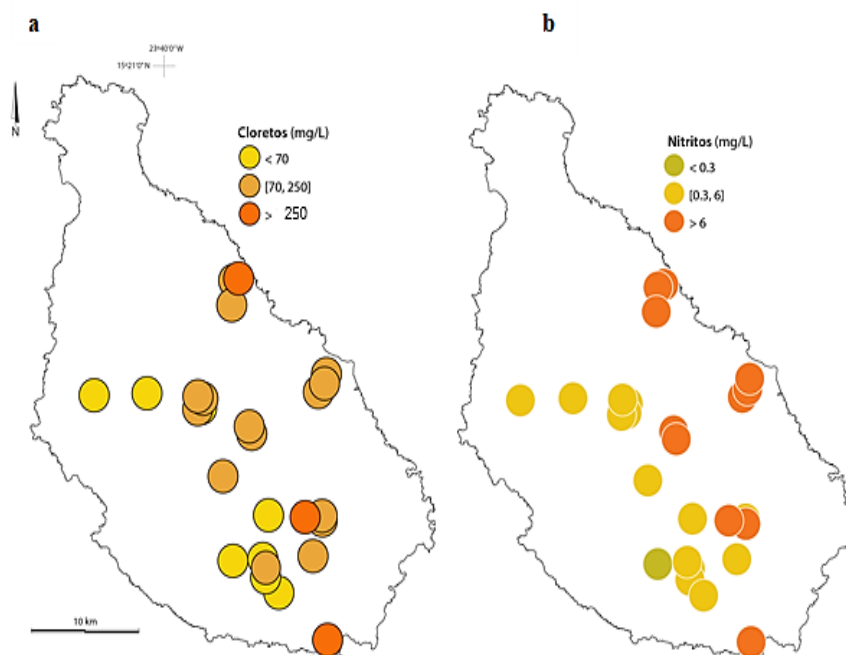 a
b
23°40'0"W
15°21'0"N
N
Cloretos (mg/L)
< 70
[70, 250]
> 250
Nitritos (mg/L)
< 0.3
[0.3, 6]
> 6
10 km